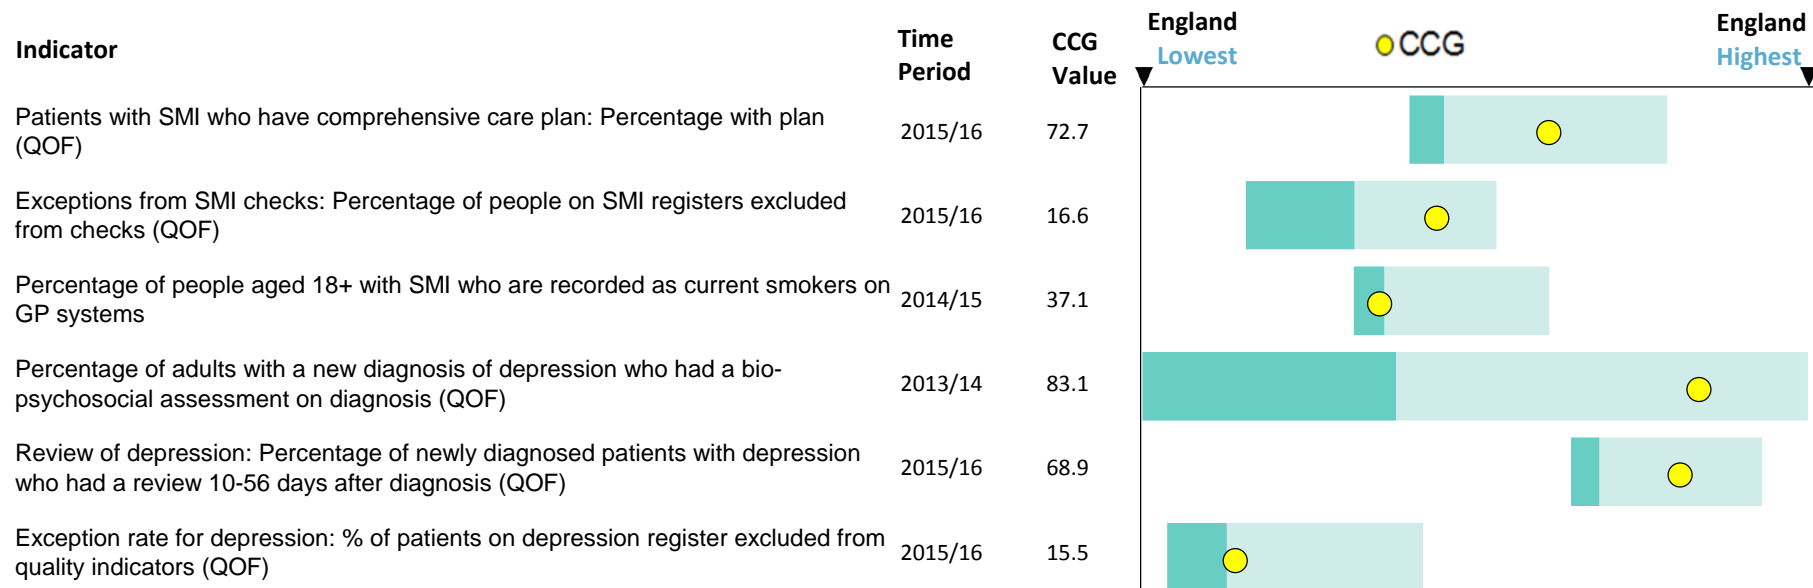 Indicator
Time
Period
CCG
Value
England
Lowest
CCG
England
Highest
Patients with SMI who have comprehensive care plan: Percentage with plan
(QOF)
2015/16
72.7
Exceptions from SMI checks: Percentage of people on SMI registers excluded
from checks (QOF)
2015/16
16.6
Percentage of people aged 18+ with SMI who are recorded as current smokers on
GP systems
2014/15
37.1
Percentage of adults with a new diagnosis of depression who had a bio-
psychosocial assessment on diagnosis (QOF)
2013/14
83.1
Review of depression: Percentage of newly diagnosed patients with depression
who had a review 10-56 days after diagnosis (QOF)
2015/16
68.9
Exception rate for depression: % of patients on depression register excluded from
quality indicators (QOF)
2015/16
15.5